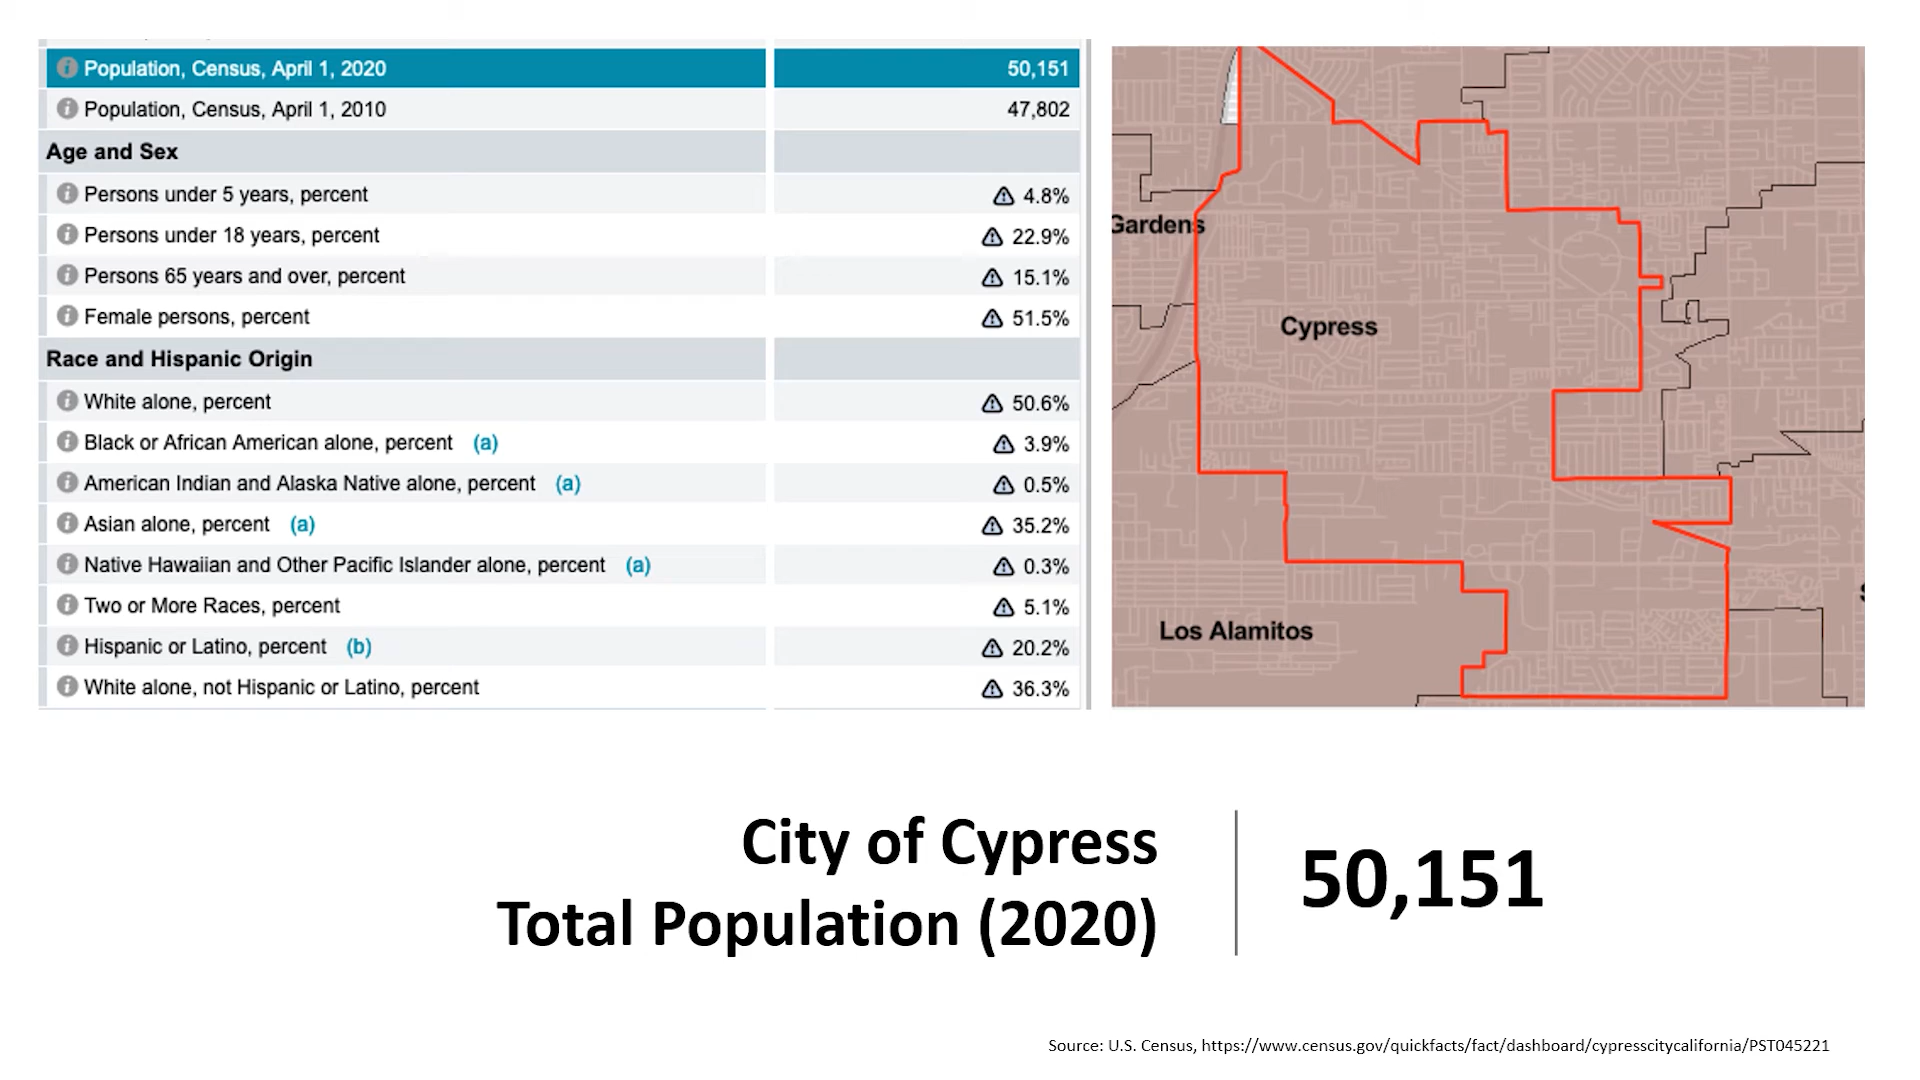 Population, Census, April 1, 2020 50,151
Population, Census, April 1, 2010 47,802
Age and Sex
Persons under 5 years, percent 4.8%
Persons under 18 years, percent 22.9%
Persons 65 years and over, percent 15.1%
Female persons, percent 51.5%
Race and Hispanic Origin
White alone, percent 50.6%
Black or African American alone, percent (a) 3.9%
American Indian and Alaska Native alone, percent (a) 0.5%
Asian alone, percent (a) 35.2%
Native Hawaiian and Other Pacific Islander alone, percent (a) 0.3%
Two or More Races, percent 5.1%
Hispanic or Latino, percent (b) 20.2%
White alone, not Hispanic or Latino, percent 36.3%
Gardens
Cypress
Los Alamitos
City of Cypress
Total Population (2020)
50,151
Source: U.S. Census, https://www.census.gov/quickfacts/fact/dashboard/cypresscitycalifornia/PST045221